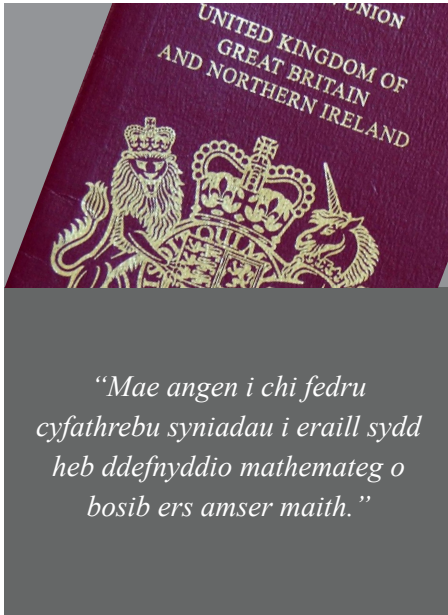 UNION
UNITED KINGDOM OF
GREAT BRITAIN
AND NORTHERN IRELAND
“Mae angen i chi fedru
cyfathrebu syniadau i eraill sydd
heb ddefnyddio mathemateg o
bosib ers amser maith.”